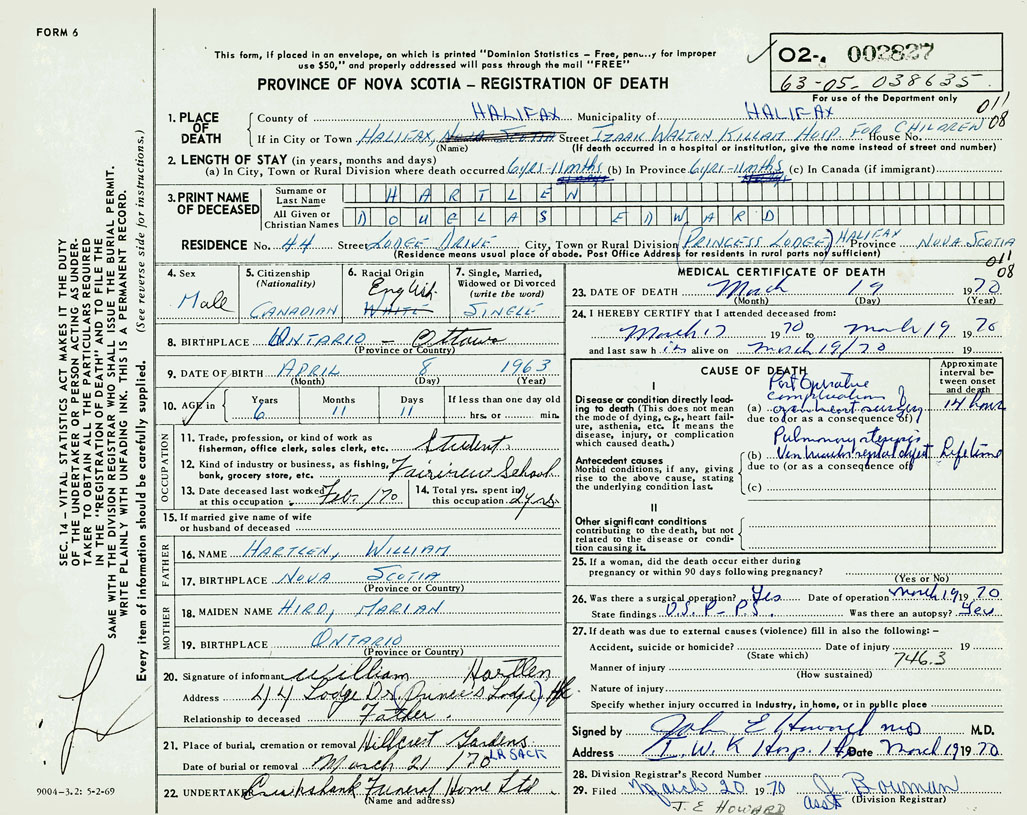 FORM 6
This form, if placed in an envelope, on which is printed "Dominion Statistics – Free, penalty for improper
use $50," and properly addressed will pass through the mail "FREE"
PROVINCE OF NOVA SCOTIA – REGISTRATION OF DEATH
02-. 002827
63-05. 038635
For use of the Department only
011
08
1. PLACE OF DEATH
County of HALIFAX Municipality of HALIFAX
If in City or Town HALIFAX, NOVA SCOTIA Street IZAAK WALTON KILLAM HOSP. FOR CHILDREN House No.
(Name) (If death occurred in a hospital or institution, give the name instead of street and number)
2. LENGTH OF STAY (in years, months and days)
(a) In City, Town or Rural Division where death occurred 6yrs-11mths (b) In Province 6yrs-11mths (c) In Canada (if immigrant)
3. PRINT NAME OF DECEASED
Surname or Last Name HARTLEN
All Given or Christian Names DOUGLAS EDWARD
RESIDENCE No. 44 Street LODGE DRIVE City, Town or Rural Division (PRINCESS LODGE) HALIFAX Province NOVA SCOTIA
(Residence means usual place of abode. Post Office Address for residents in rural parts not sufficient)
011
08
4. Sex Male
5. Citizenship (Nationality) CANADIAN
6. Racial Origin English WHITE
7. Single, Married, Widowed or Divorced (write the word) SINGLE
8. BIRTHPLACE ONTARIO – Ottawa
(Province or Country)
9. DATE OF BIRTH APRIL 8 1963
(Month) (Day) (Year)
10. AGE in Years 6 Months 11 Days 11 If less than one day old hrs. or min.
OCCUPATION
11. Trade, profession, or kind of work as fisherman, office clerk, sales clerk, etc. Student
12. Kind of industry or business, as fishing, bank, grocery store, etc. Fairview School
13. Date deceased last worked at this occupation Feb. /70
14. Total yrs. spent in this occupation 2yrs
15. If married give name of wife or husband of deceased
FATHER
16. NAME HARTLEN, WILLIAM
17. BIRTHPLACE NOVA SCOTIA
(Province or Country)
MOTHER
18. MAIDEN NAME HIRD, MARIAN
19. BIRTHPLACE ONTARIO
(Province or Country)
20. Signature of informant William Hartlen
Address 44 Lodge Dr (Prince's Lodge) Hfx
Relationship to deceased Father.
21. Place of burial, cremation or removal Hillcrest Gardens
LR SACK
Date of burial or removal March 21 /70
22. UNDERTAKER Cruikshank Funeral Home Ltd
(Name and address)
MEDICAL CERTIFICATE OF DEATH
23. DATE OF DEATH March 19 1970
(Month) (Day) (Year)
24. I HEREBY CERTIFY that I attended deceased from:
March 17 1970 to March 19 1970
and last saw h im alive on March 19/70 19
CAUSE OF DEATH
Approximate interval between onset and death
I
Disease or condition directly leading to death (This does not mean the mode of dying, e.g., heart failure, asthenia, etc. It means the disease, injury, or complication which caused death.)
(a) Post Operative complication of open heart surgery 14 hours
due to (or as a consequence of)
Antecedent causes
Morbid conditions, if any, giving rise to the above cause, stating the underlying condition last.
(b) Pulmonary stenosis Ventricular septal defect Lifetime
due to (or as a consequence of)
(c)
II
Other significant conditions contributing to the death, but not related to the disease or condition causing it.
25. If a woman, did the death occur either during pregnancy or within 90 days following pregnancy?
(Yes or No)
26. Was there a surgical operation? Yes Date of operation March 19 1970
State findings Was there an autopsy? Yes
27. If death was due to external causes (violence) fill in also the following: –
Accident, suicide or homicide? Date of injury 19
(State which) 746.3
Manner of injury
(How sustained)
Nature of injury
Specify whether injury occurred in industry, in home, or in public place
Signed by John E Howard MD M.D.
Address I.W.K Hosp. Hfx Date March 19 1970
28. Division Registrar's Record Number
29. Filed March 20 1970 J. Bowman
asst (Division Registrar)
J. E HOWARD
SEC. 14 – VITAL STATISTICS ACT MAKES IT THE DUTY
OF THE UNDERTAKER OR PERSON ACTING AS UNDER-
TAKER TO OBTAIN ALL THE PARTICULARS REQUIRED
IN THE "REGISTRATION OF DEATH" AND TO FILE THE
SAME WITH THE DIVISION REGISTRAR WHO SHALL ISSUE THE BURIAL PERMIT.
WRITE PLAINLY WITH UNFADING INK. THIS IS A PERMANENT RECORD.
Every item of information should be carefully supplied. (See reverse side for instructions.)
9004-3.2: 5-2-69